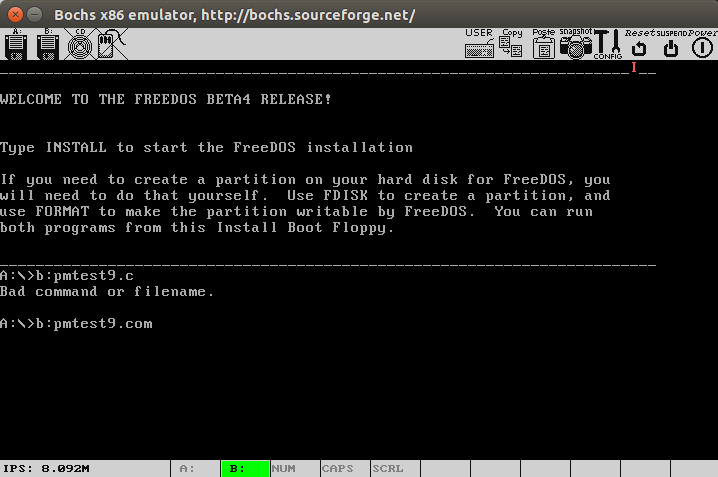 Bochs x86 emulator, http://bochs.sourceforge.net/
A: B: CD USER Copy Paste snapshot CONFIG Reset SUSPEND Power
WELCOME TO THE FREEDOS BETA4 RELEASE!
Type INSTALL to start the FreeDOS installation
If you need to create a partition on your hard disk for FreeDOS, you
will need to do that yourself.  Use FDISK to create a partition, and
use FORMAT to make the partition writable by FreeDOS.  You can run
both programs from this Install Boot Floppy.
A:\>b:pmtest9.c
Bad command or filename.
A:\>b:pmtest9.com
IPS: 8.092M A: B: NUM CAPS SCRL